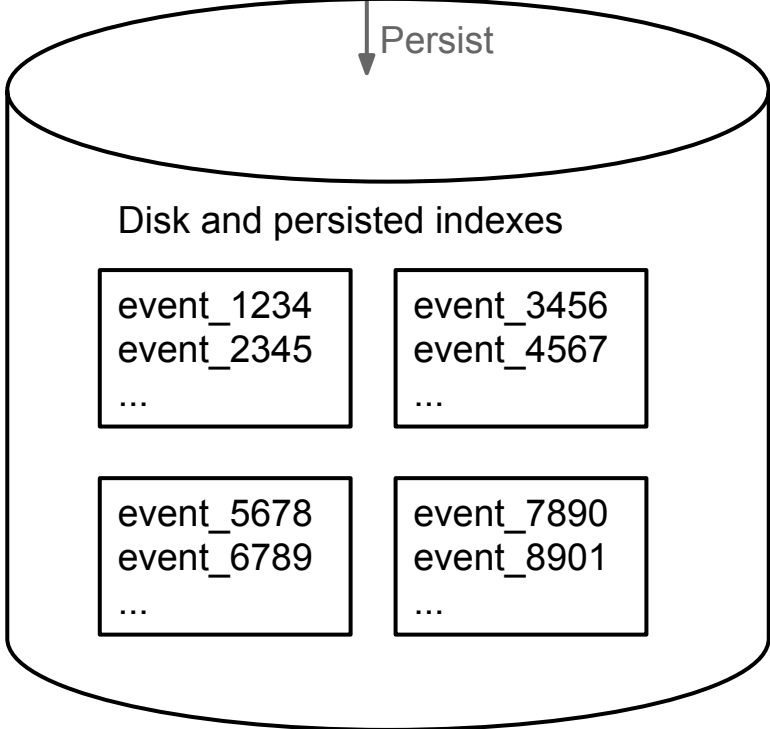 Persist
Disk and persisted indexes
event_1234
event_2345
...
event_3456
event_4567
...
event_5678
event_6789
...
event_7890
event_8901
...